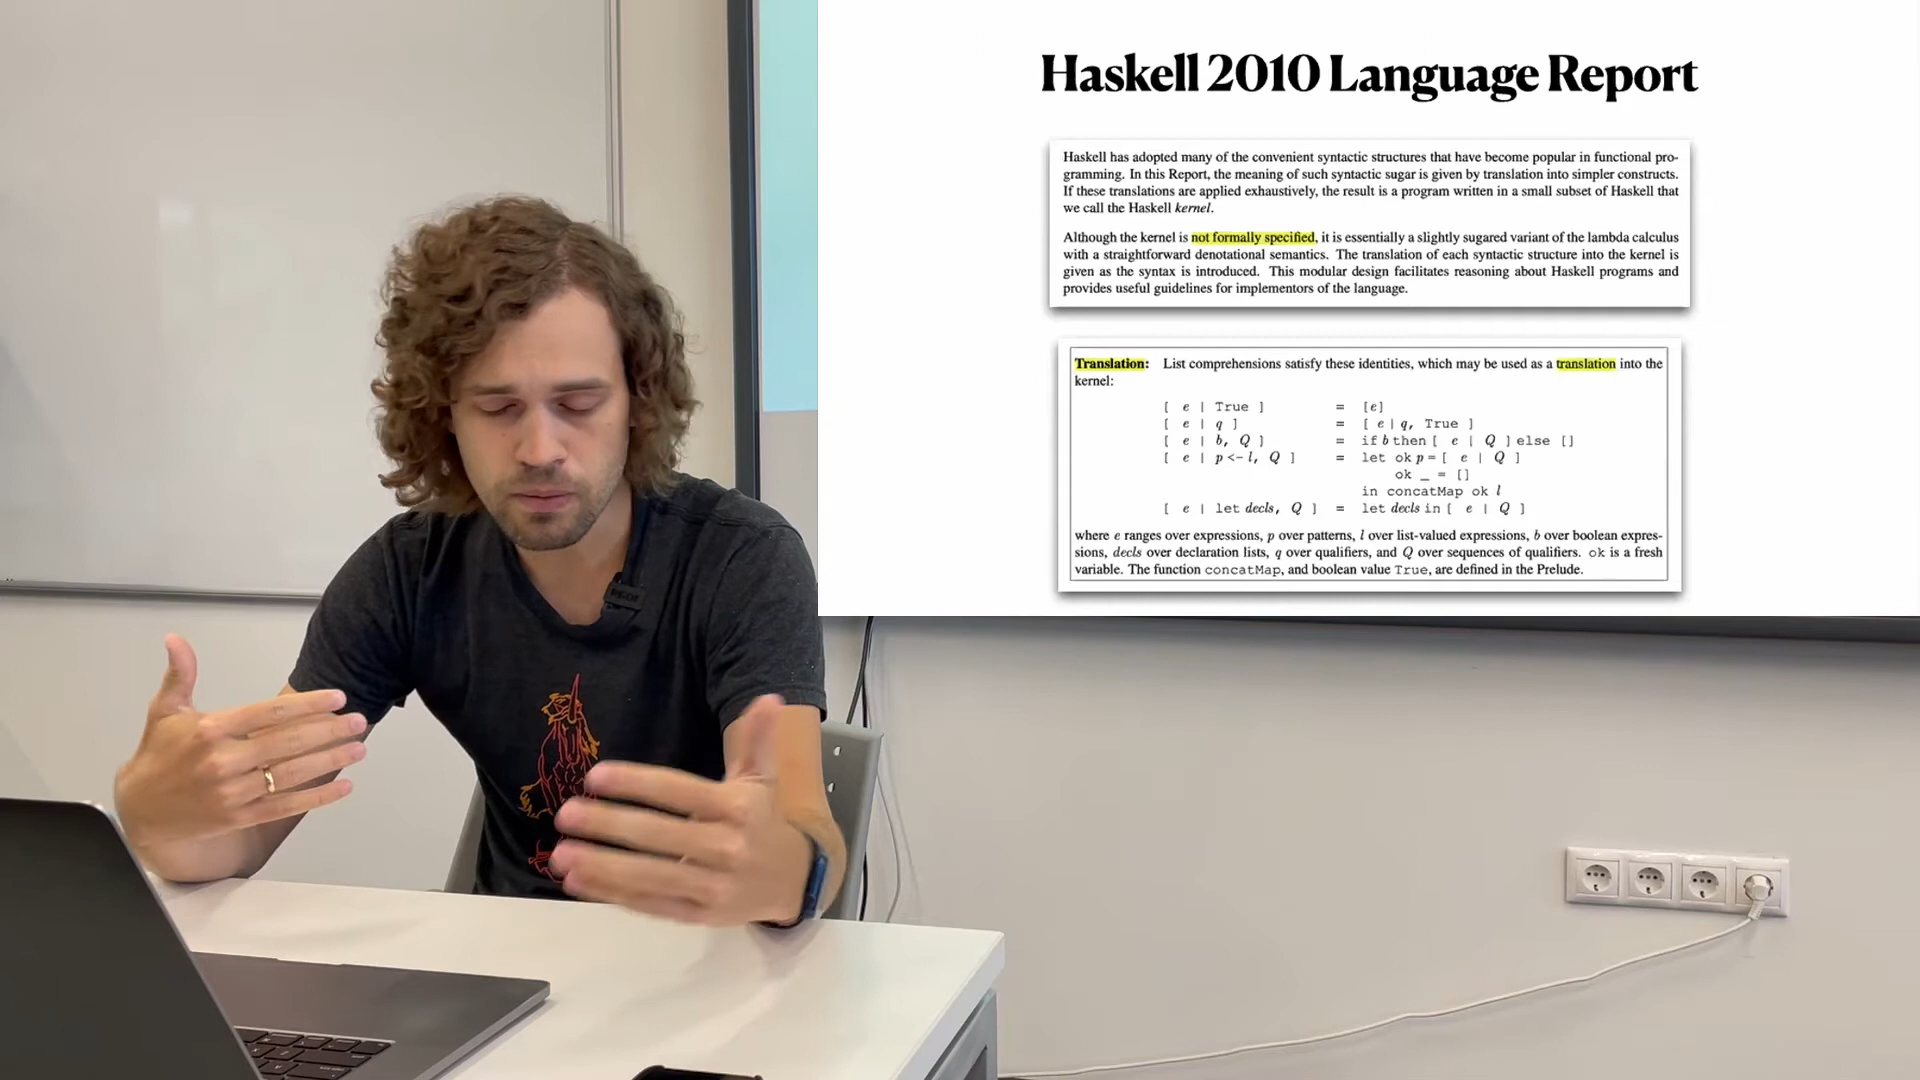 Haskell 2010 Language Report
Haskell has adopted many of the convenient syntactic structures that have become popular in functional pro-
gramming. In this Report, the meaning of such syntactic sugar is given by translation into simpler constructs.
If these translations are applied exhaustively, the result is a program written in a small subset of Haskell that
we call the Haskell kernel.
Although the kernel is not formally specified, it is essentially a slightly sugared variant of the lambda calculus
with a straightforward denotational semantics. The translation of each syntactic structure into the kernel is
given as the syntax is introduced. This modular design facilitates reasoning about Haskell programs and
provides useful guidelines for implementors of the language.
Translation: List comprehensions satisfy these identities, which may be used as a translation into the
kernel:
[ e | True ] = [e]
[ e | q ] = [ e | q, True ]
[ e | b, Q ] = if b then [ e | Q ] else []
[ e | p <- l, Q ] = let ok p = [ e | Q ]
ok _ = []
in concatMap ok l
[ e | let decls, Q ] = let decls in [ e | Q ]
where e ranges over expressions, p over patterns, l over list-valued expressions, b over boolean expres-
sions, decls over declaration lists, q over qualifiers, and Q over sequences of qualifiers. ok is a fresh
variable. The function concatMap, and boolean value True, are defined in the Prelude.